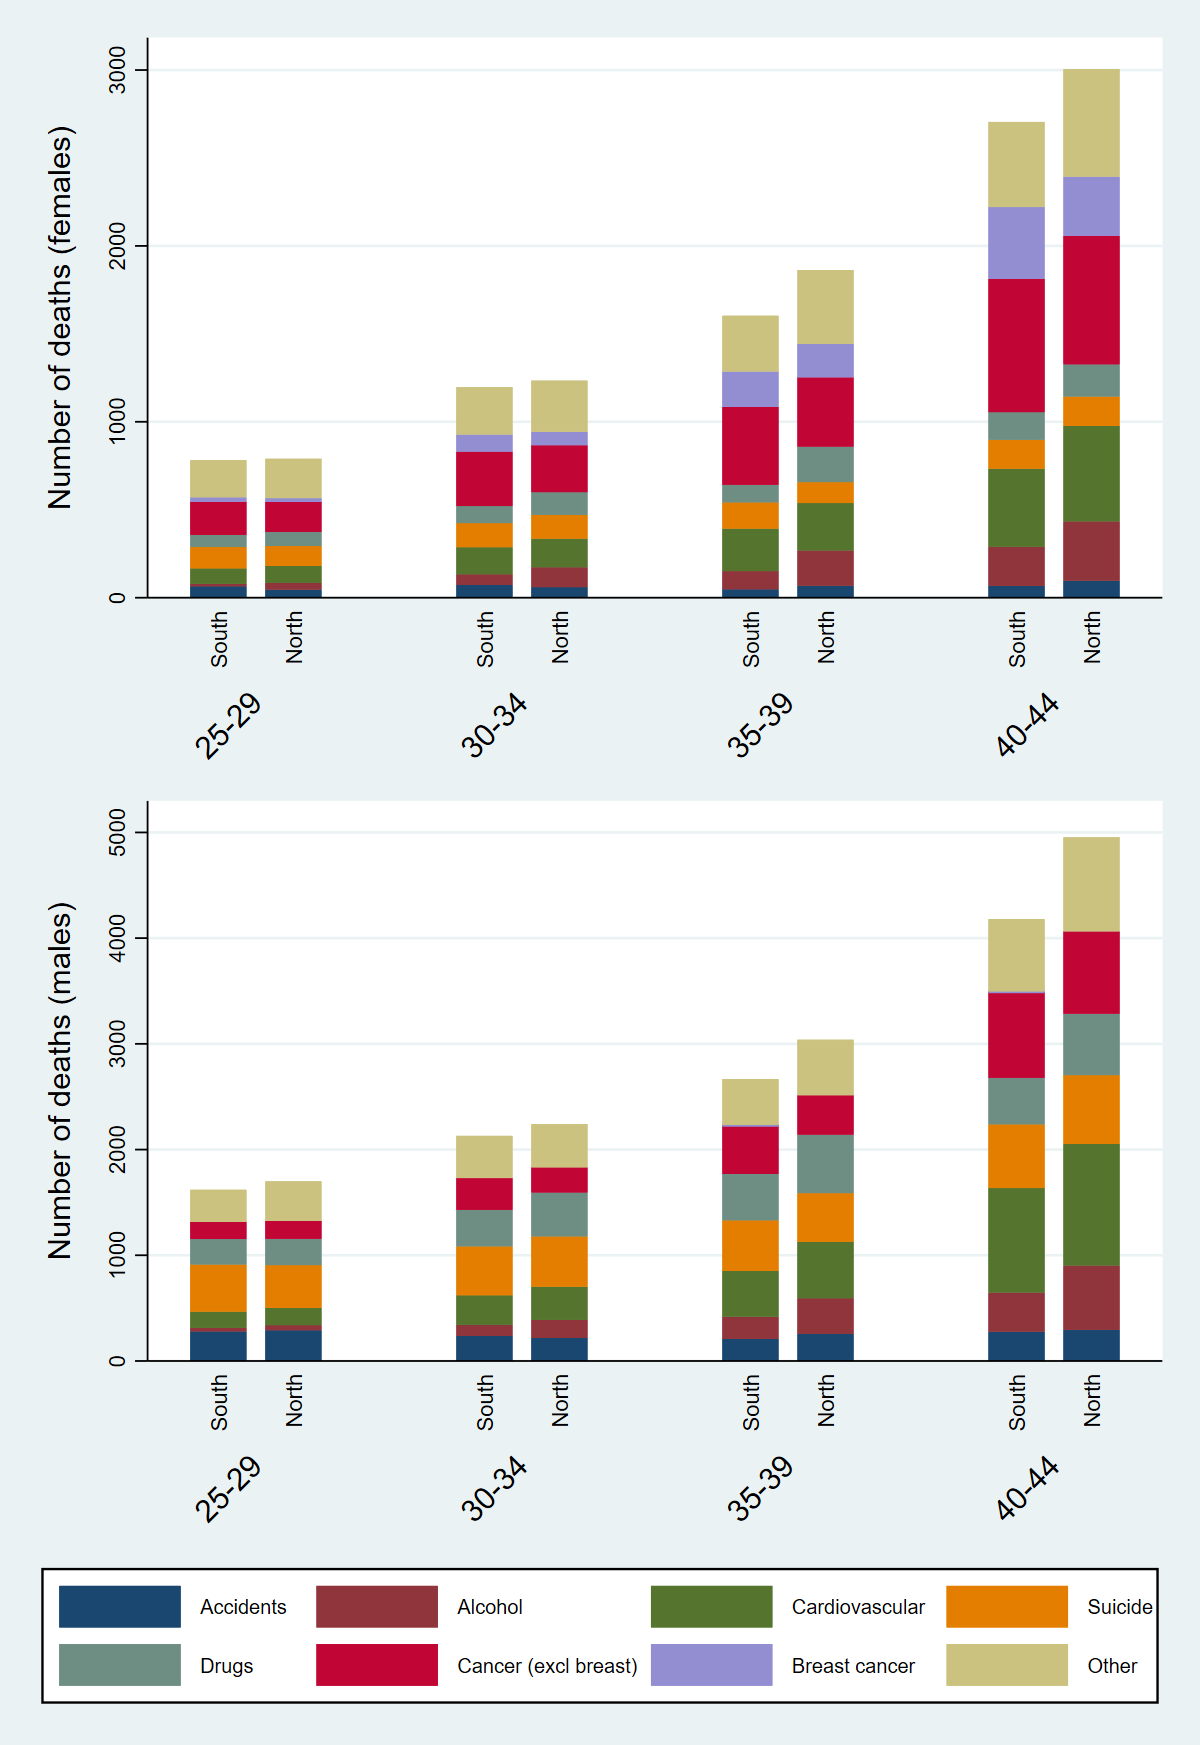 Number of deaths (females)
3000
2000
1000
0
South North South North South North South North
25-29 30-34 35-39 40-44
Number of deaths (males)
5000
4000
3000
2000
1000
0
South North South North South North South North
25-29 30-34 35-39 40-44
Accidents Alcohol Cardiovascular Suicide
Drugs Cancer (excl breast) Breast cancer Other